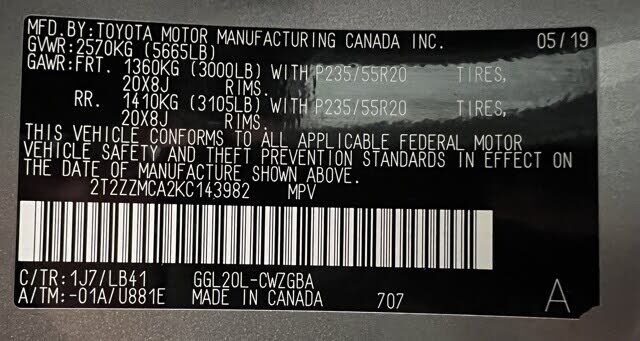 MFD.BY:TOYOTA MOTOR MANUFACTURING CANADA INC. 05/19
GVWR:2570KG (5665LB)
GAWR:FRT. 1360KG (3000LB) WITH P235/55R20 TIRES,
20X8J RIMS.
RR. 1410KG (3105LB) WITH P235/55R20 TIRES,
20X8J RIMS.
THIS VEHICLE CONFORMS TO ALL APPLICABLE FEDERAL MOTOR
VEHICLE SAFETY AND THEFT PREVENTION STANDARDS IN EFFECT ON
THE DATE OF MANUFACTURE SHOWN ABOVE.
2T2ZZMCA2KC143982 MPV
C/TR:1J7/LB41 GGL20L-CWZGBA
A/TM:-01A/U881E MADE IN CANADA 707 A